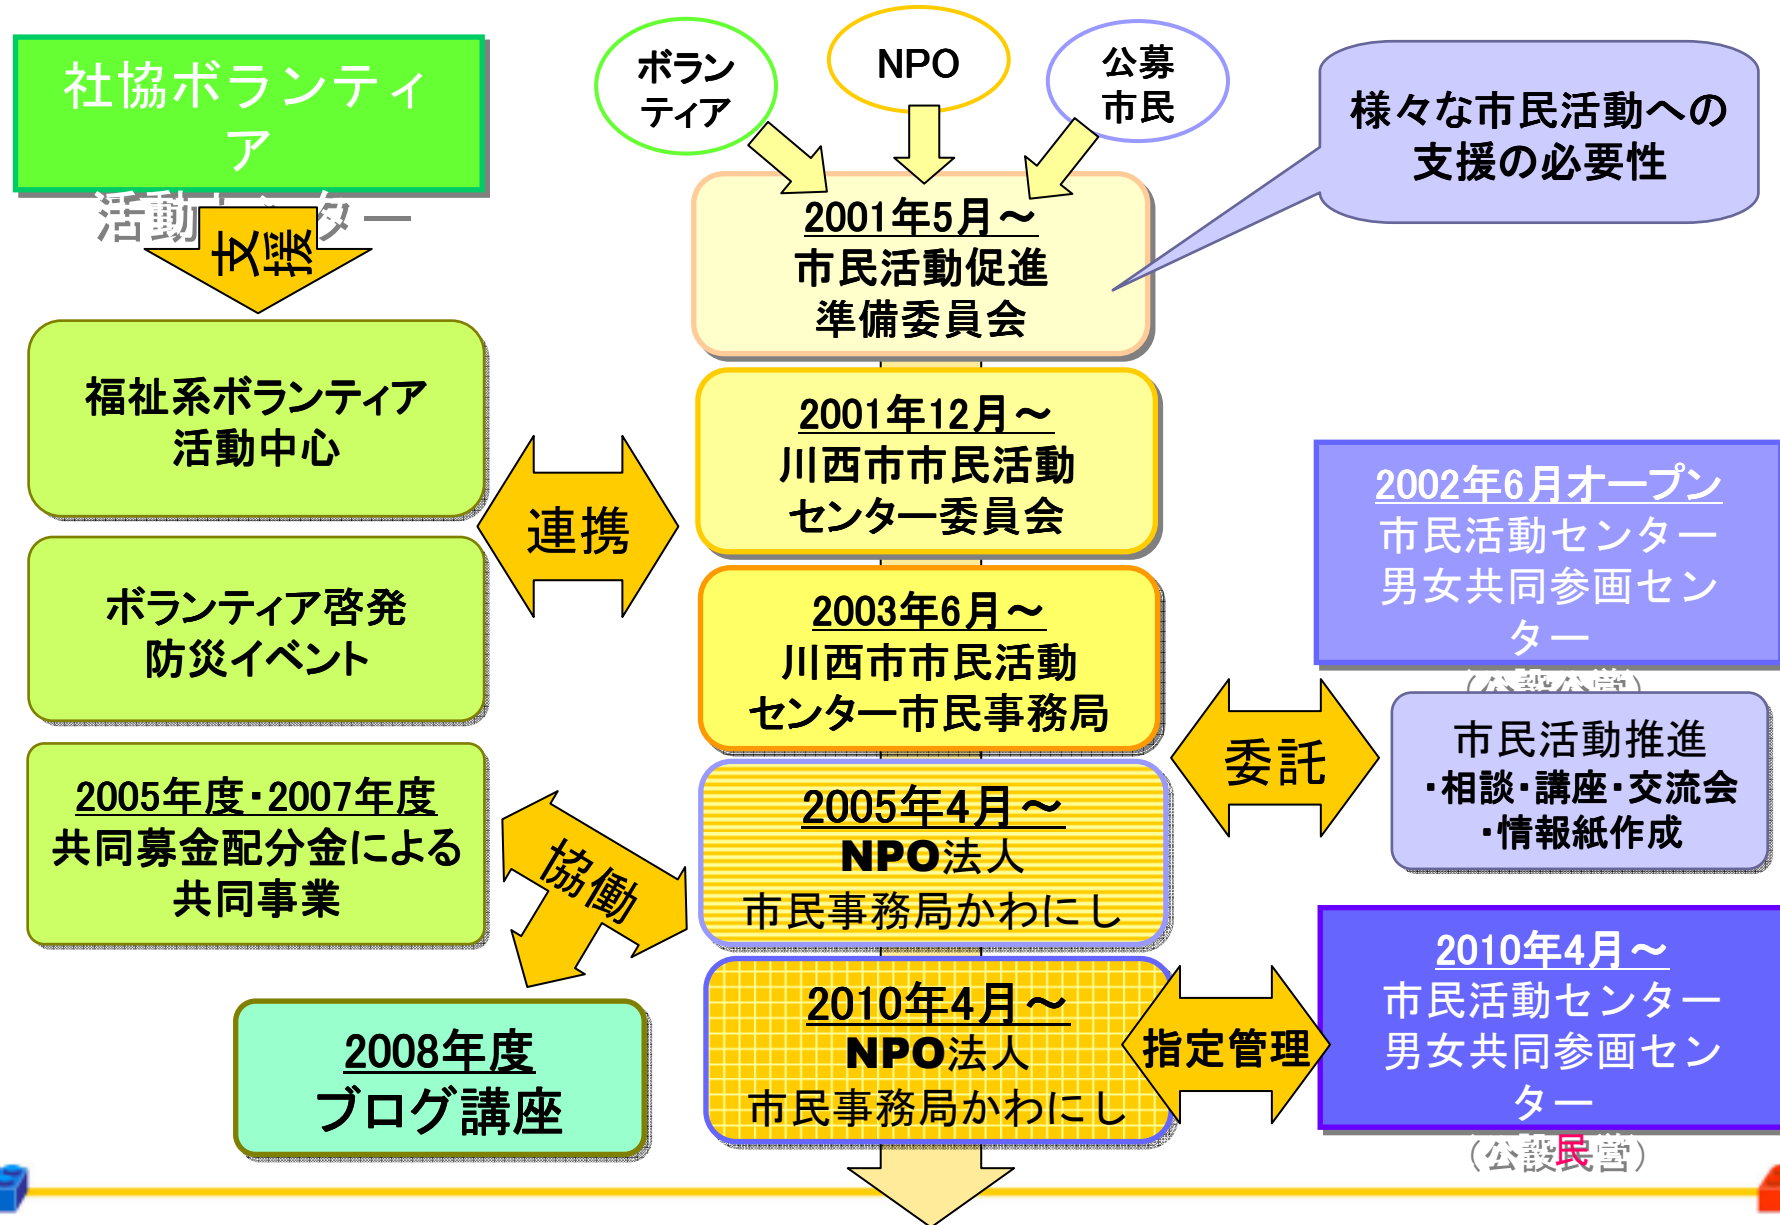 社協ボランティ
ア
活動センター
支援
福祉系ボランティア
活動中心
ボランティア啓発
防災イベント
2005年度・2007年度
共同募金配分金による
共同事業
2008年度
ブログ講座
連携
協働
ボラン
ティア
NPO
公募
市民
2001年5月～
市民活動促進
準備委員会
2001年12月～
川西市市民活動
センター委員会
2003年6月～
川西市市民活動
センター市民事務局
2005年4月～
NPO法人
市民事務局かわにし
2010年4月～
NPO法人
市民事務局かわにし
様々な市民活動への
支援の必要性
2002年6月オープン
市民活動センター
男女共同参画セン
ター
（公設公営）
委託
市民活動推進
・相談・講座・交流会
・情報紙作成
指定管理
2010年4月～
市民活動センター
男女共同参画セン
ター
（公設民営）